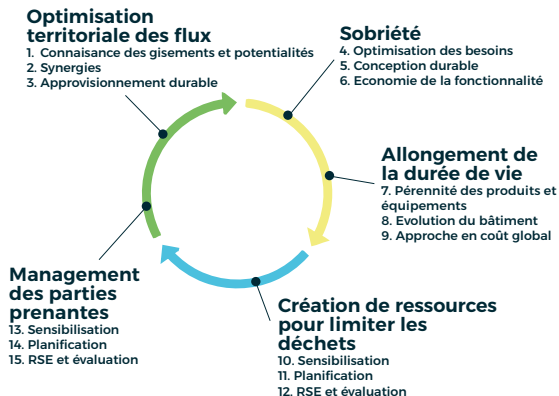 Optimisation
territoriale des flux
1. Connaisance des gisements et potentialités
2. Synergies
3. Approvisionnement durable
Sobriété
4. Optimisation des besoins
5. Conception durable
6. Economie de la fonctionnalité
Allongement de
la durée de vie
7. Pérennité des produits et
équipements
8. Evolution du bâtiment
9. Approche en coût global
Création de ressources
pour limiter les
déchets
10. Sensibilisation
11. Planification
12. RSE et évaluation
Management
des parties
prenantes
13. Sensibilisation
14. Planification
15. RSE et évaluation